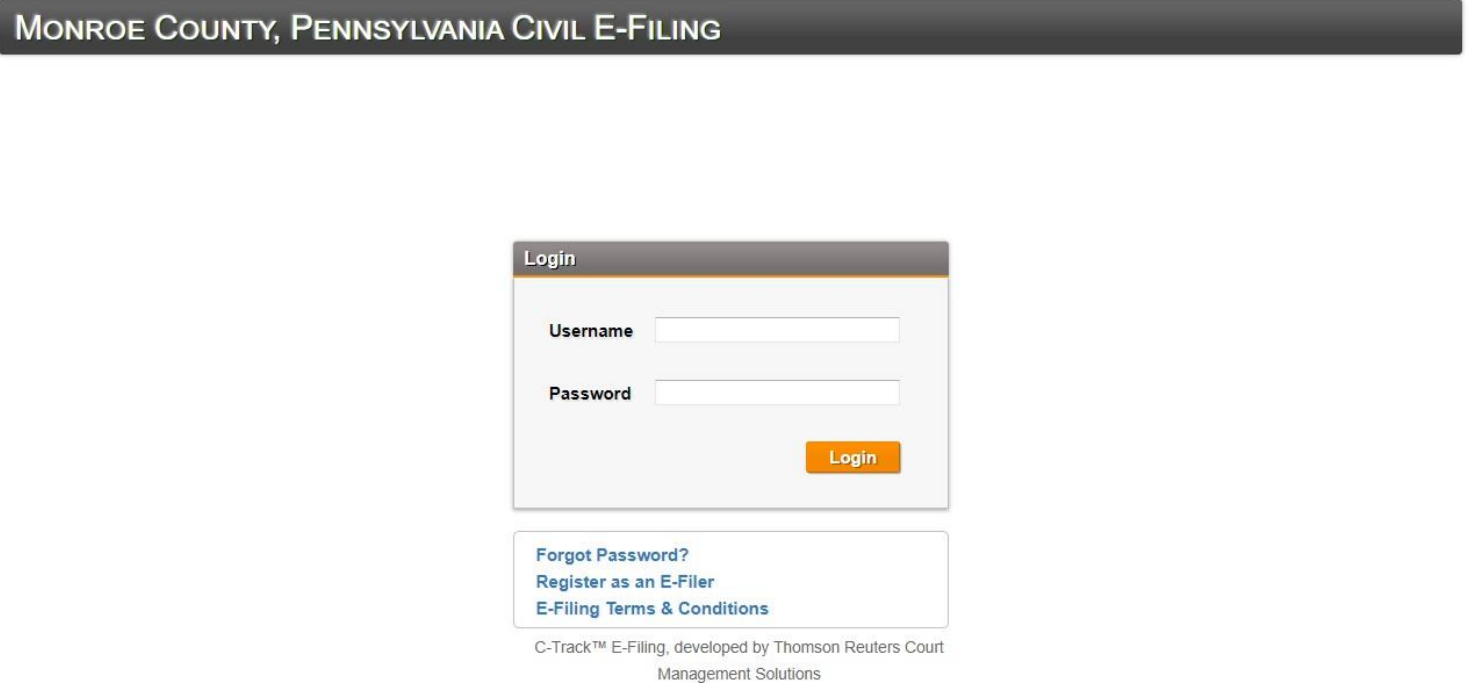 MONROE COUNTY, PENNSYLVANIA CIVIL E-FILING
Login
Username
Password
Login
Forgot Password?
Register as an E-Filer
E-Filing Terms & Conditions
C-Track™ E-Filing, developed by Thomson Reuters Court
Management Solutions